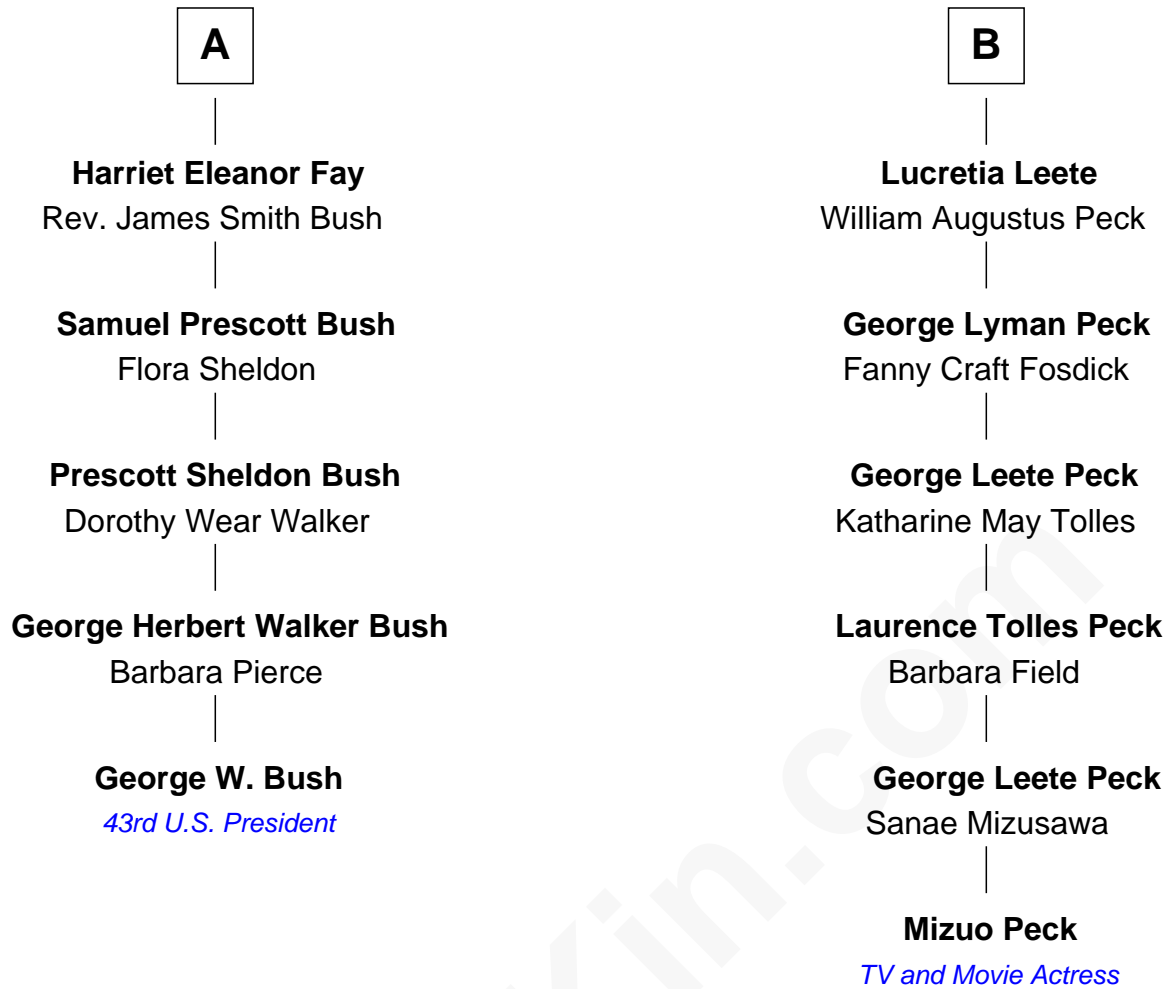 A
Harriet Eleanor Fay
Rev. James Smith Bush
Samuel Prescott Bush
Flora Sheldon
Prescott Sheldon Bush
Dorothy Wear Walker
George Herbert Walker Bush
Barbara Pierce
George W. Bush
43rd U.S. President
B
Lucretia Leete
William Augustus Peck
George Lyman Peck
Fanny Craft Fosdick
George Leete Peck
Katharine May Tolles
Laurence Tolles Peck
Barbara Field
George Leete Peck
Sanae Mizusawa
Mizuo Peck
TV and Movie Actress